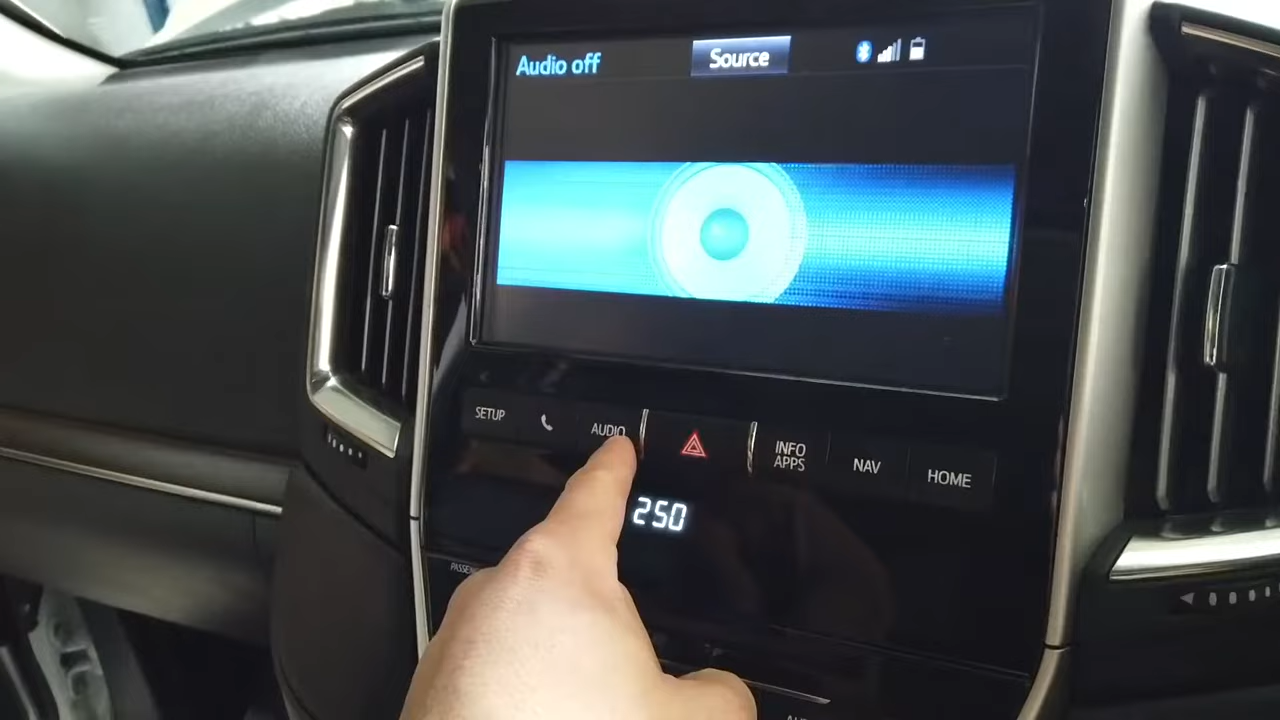 Audio off
Source
SETUP
AUDIO
INFO
APPS
NAV
HOME
250